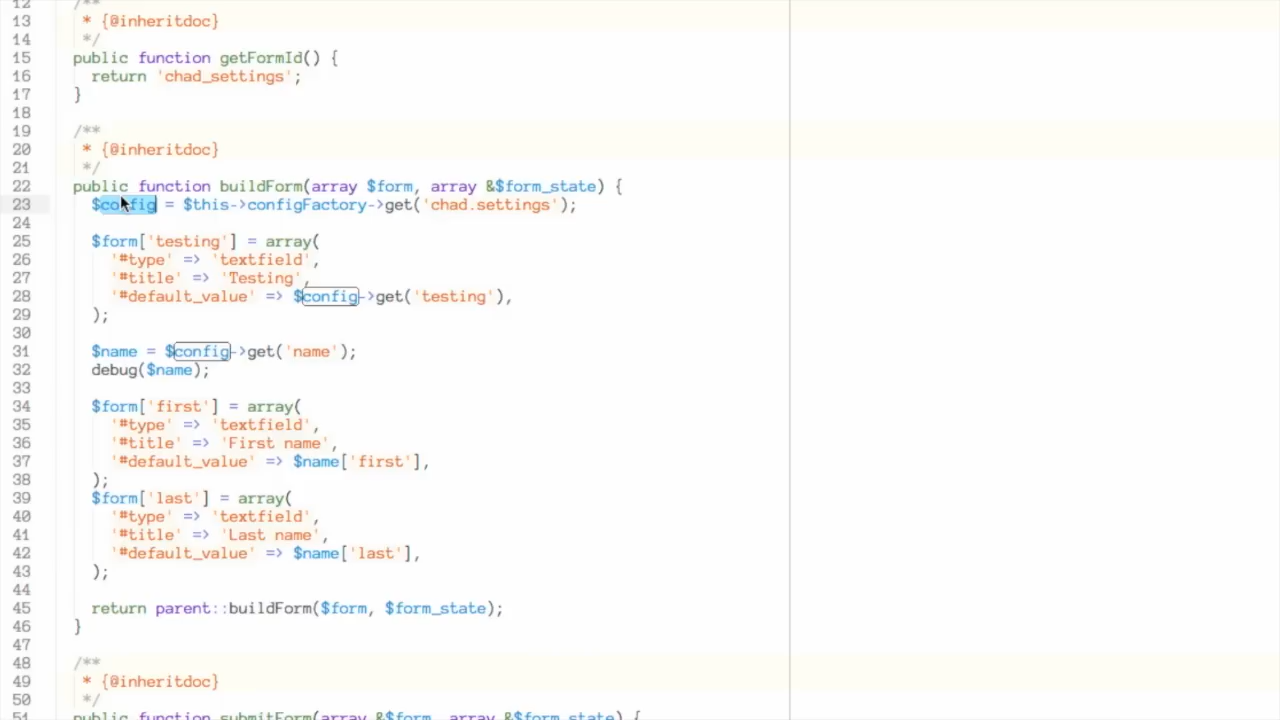 12 /**
13 * {@inheritdoc}
14 */
15 public function getFormId() {
16 return 'chad_settings';
17 }
18
19 /**
20 * {@inheritdoc}
21 */
22 public function buildForm(array $form, array &$form_state) {
23 $config = $this->configFactory->get('chad.settings');
24
25 $form['testing'] = array(
26 '#type' => 'textfield',
27 '#title' => 'Testing',
28 '#default_value' => $config->get('testing'),
29 );
30
31 $name = $config->get('name');
32 debug($name);
33
34 $form['first'] = array(
35 '#type' => 'textfield',
36 '#title' => 'First name',
37 '#default_value' => $name['first'],
38 );
39 $form['last'] = array(
40 '#type' => 'textfield',
41 '#title' => 'Last name',
42 '#default_value' => $name['last'],
43 );
44
45 return parent::buildForm($form, $form_state);
46 }
47
48 /**
49 * {@inheritdoc}
50 */
51 public function submitForm(array &$form, array &$form_state) {